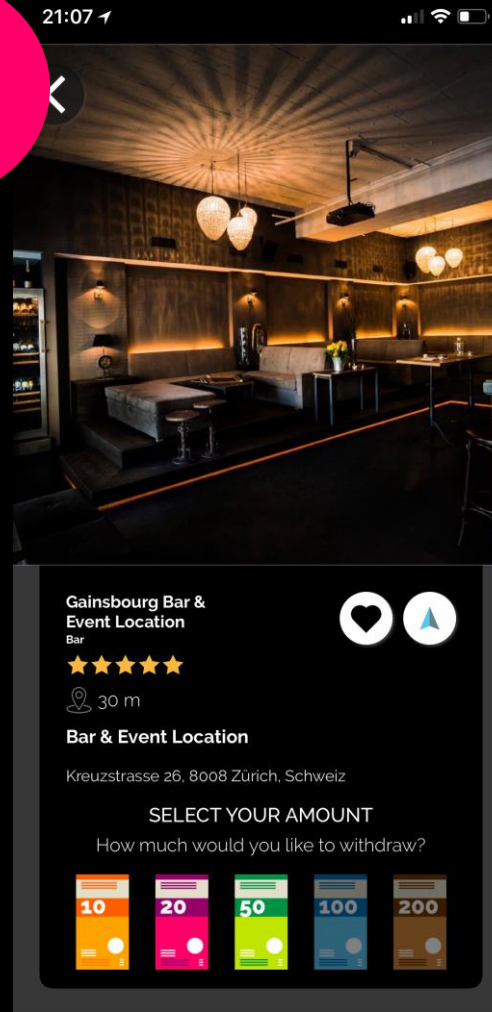 21:07
Gainsbourg Bar &
Event Location
Bar
30 m
Bar & Event Location
Kreuzstrasse 26, 8008 Zürich, Schweiz
SELECT YOUR AMOUNT
How much would you like to withdraw?
10 20 50 100 200